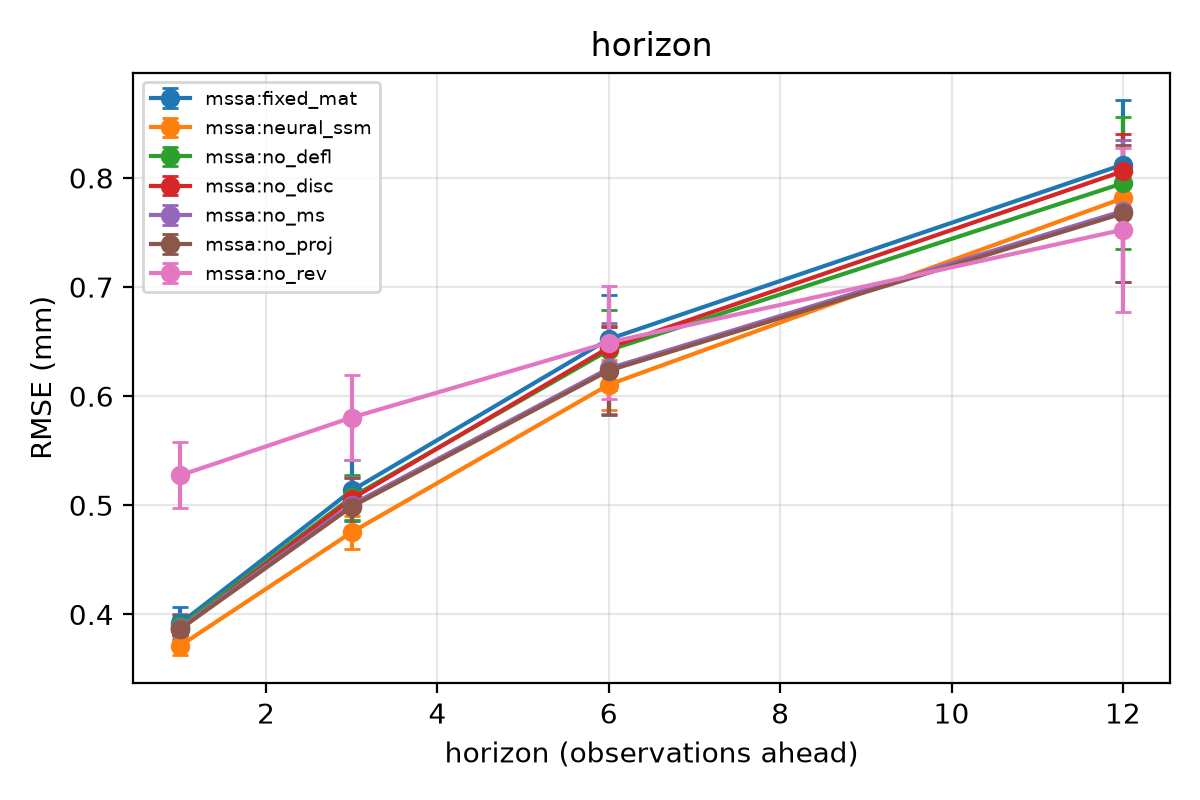 horizon
mssa:fixed_mat
mssa:neural_ssm
mssa:no_defl
mssa:no_disc
mssa:no_ms
mssa:no_proj
mssa:no_rev
RMSE (mm)
0.8
0.7
0.6
0.5
0.4
2 4 6 8 10 12
horizon (observations ahead)